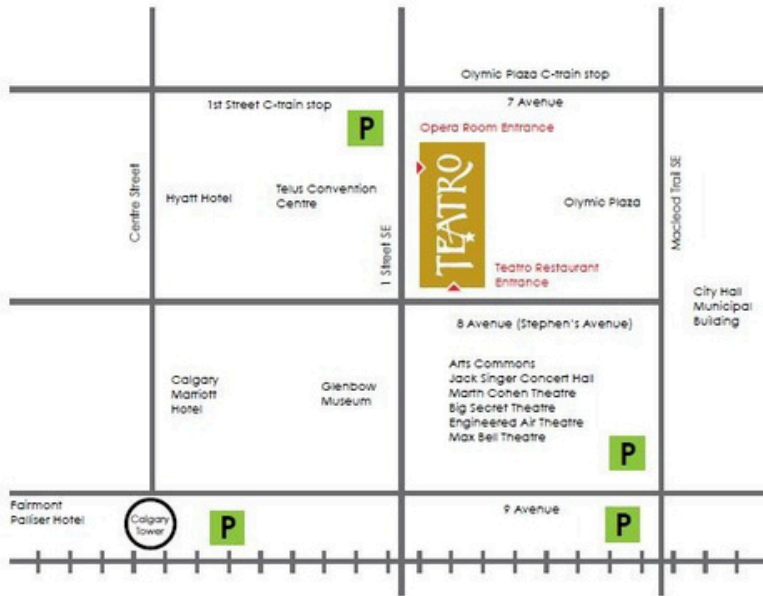 Olymic Plaza C-train stop
1st Street C-train stop
7 Avenue
P
Opera Room Entrance
Centre Street
Hyatt Hotel
Telus Convention
Centre
1 Street SE
TEATRO
Olymic Plaza
Macleod Trail SE
Teatro Restaurant
Entrance
City Hall
Municipal
Building
8 Avenue (Stephen's Avenue)
Calgary
Marriott
Hotel
Glenbow
Museum
Arts Commons
Jack Singer Concert Hall
Marth Cohen Theatre
Big Secret Theatre
Engineered Air Theatre
Max Bell Theatre
P
Fairmont
Palliser Hotel
Calgary
Tower
P
9 Avenue
P